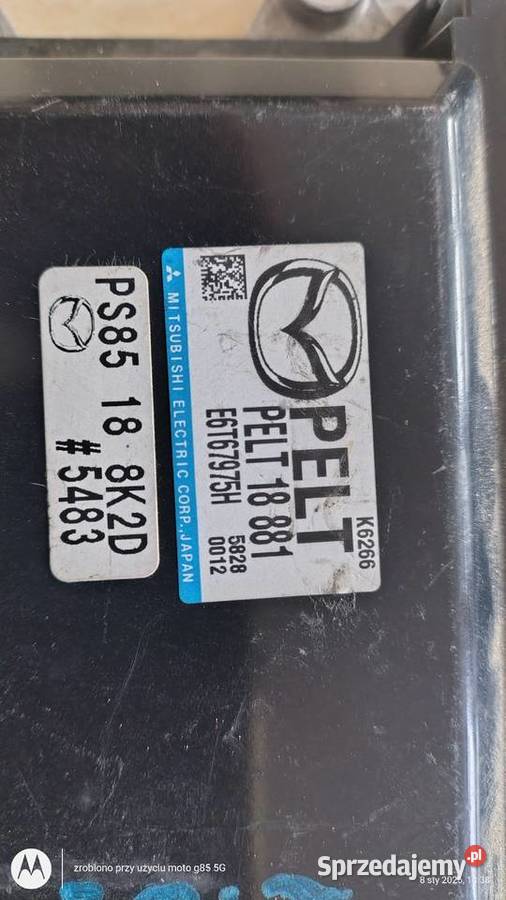 K6266
PELT
PELT 18 881
E6T67975H
5828
0012
MITSUBISHI ELECTRIC CORP., JAPAN
PS85 18 8K2D
#5483
zrobiono przy użyciu moto g85 5G
Sprzedajemy.pl